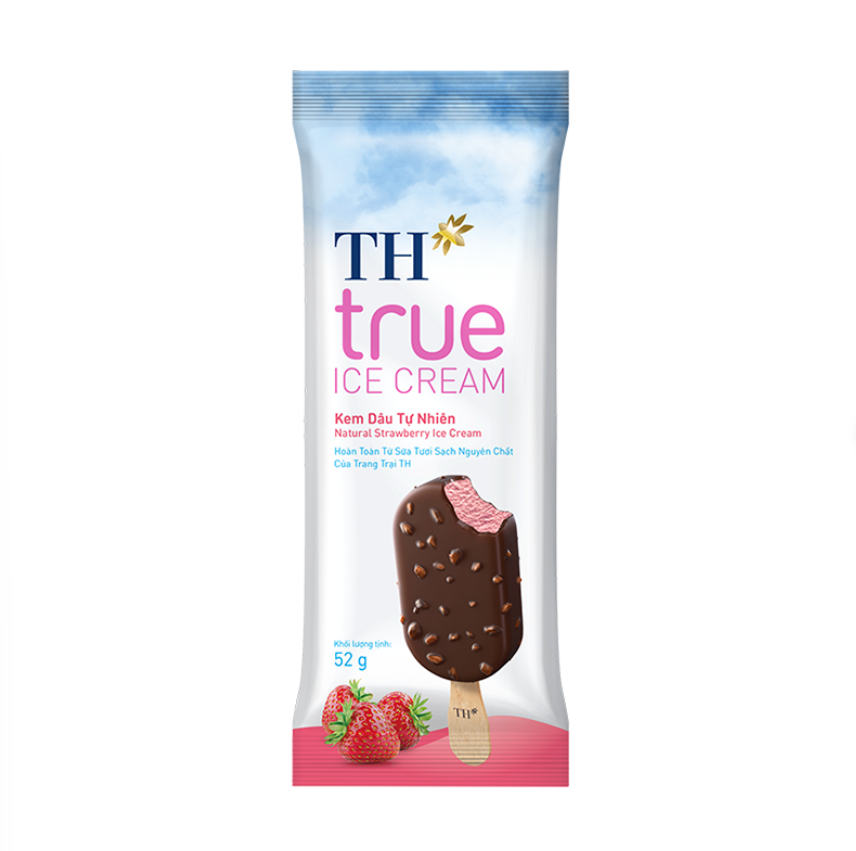 TH
true
ICE CREAM
Kem Dâu Tự Nhiên
Natural Strawberry Ice Cream
Hoàn Toàn Từ Sữa Tươi Sạch Nguyên Chất
Của Trang Trại TH
Khối lượng tịnh:
52 g
TH